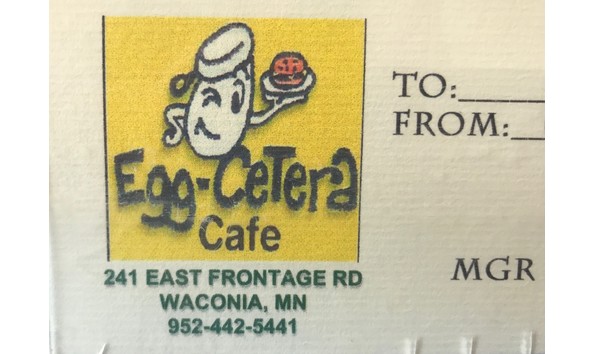 Egg-Cetera
Cafe
241 EAST FRONTAGE RD
WACONIA, MN
952-442-5441
TO:
FROM:
MGR